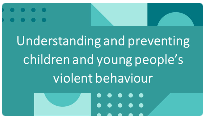 Understanding and preventing
children and young people's
violent behaviour